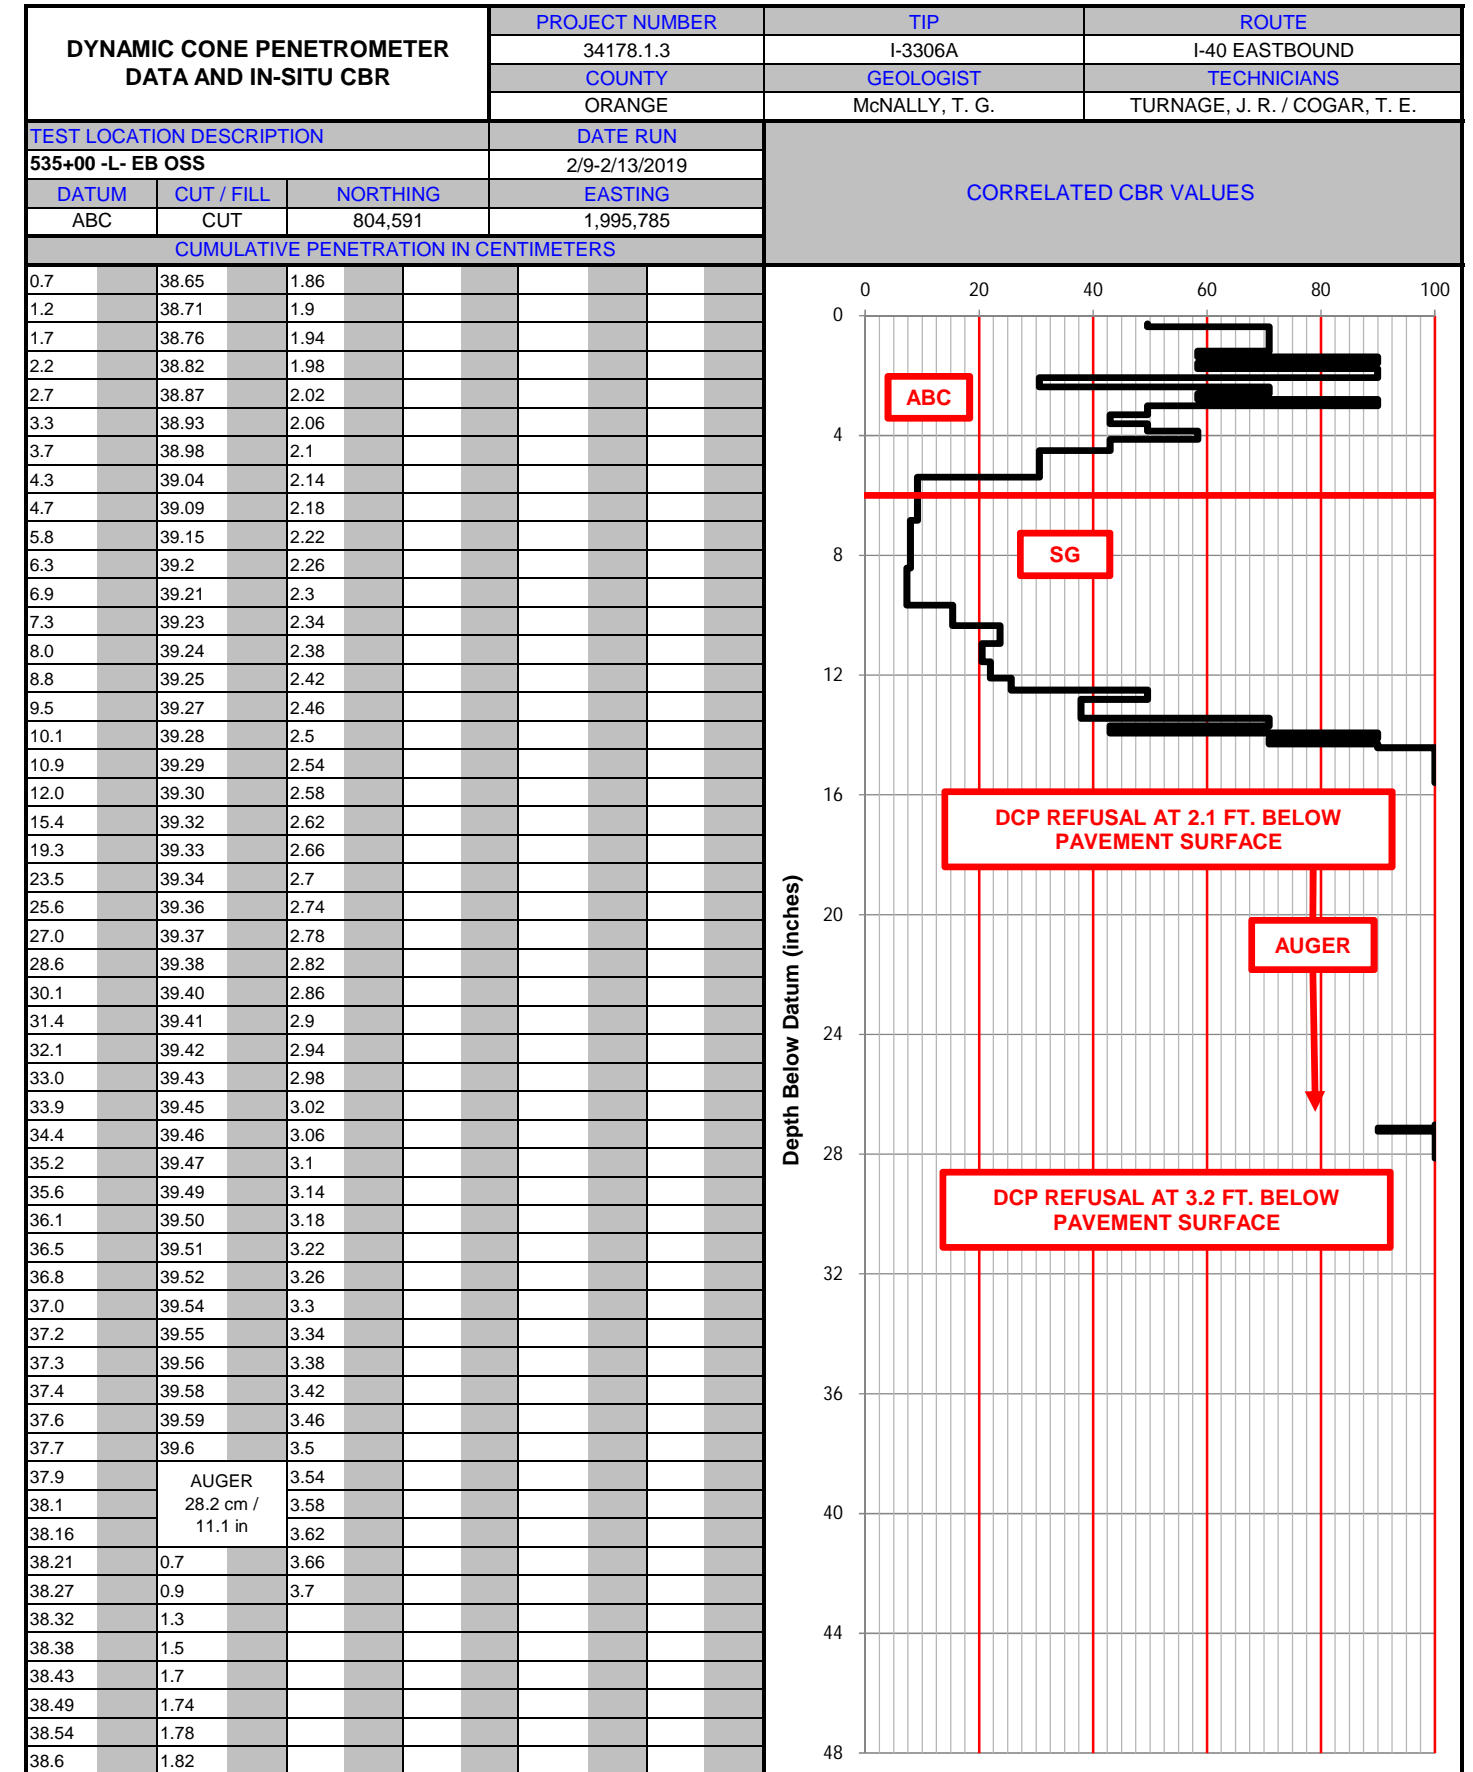 DYNAMIC CONE PENETROMETER
DATA AND IN-SITU CBR
PROJECT NUMBER TIP ROUTE
34178.1.3 I-3306A I-40 EASTBOUND
COUNTY GEOLOGIST TECHNICIANS
ORANGE McNALLY, T. G. TURNAGE, J. R. / COGAR, T. E.
TEST LOCATION DESCRIPTION DATE RUN
535+00 -L- EB OSS 2/9-2/13/2019
DATUM CUT / FILL NORTHING EASTING
ABC CUT 804,591 1,995,785
CUMULATIVE PENETRATION IN CENTIMETERS
CORRELATED CBR VALUES
0.7 38.65 1.86
1.2 38.71 1.9
1.7 38.76 1.94
2.2 38.82 1.98
2.7 38.87 2.02
3.3 38.93 2.06
3.7 38.98 2.1
4.3 39.04 2.14
4.7 39.09 2.18
5.8 39.15 2.22
6.3 39.2 2.26
6.9 39.21 2.3
7.3 39.23 2.34
8.0 39.24 2.38
8.8 39.25 2.42
9.5 39.27 2.46
10.1 39.28 2.5
10.9 39.29 2.54
12.0 39.30 2.58
15.4 39.32 2.62
19.3 39.33 2.66
23.5 39.34 2.7
25.6 39.36 2.74
27.0 39.37 2.78
28.6 39.38 2.82
30.1 39.40 2.86
31.4 39.41 2.9
32.1 39.42 2.94
33.0 39.43 2.98
33.9 39.45 3.02
34.4 39.46 3.06
35.2 39.47 3.1
35.6 39.49 3.14
36.1 39.50 3.18
36.5 39.51 3.22
36.8 39.52 3.26
37.0 39.54 3.3
37.2 39.55 3.34
37.3 39.56 3.38
37.4 39.58 3.42
37.6 39.59 3.46
37.7 39.6 3.5
37.9 AUGER 3.54
38.1 28.2 cm / 3.58
38.16 11.1 in 3.62
38.21 0.7 3.66
38.27 0.9 3.7
38.32 1.3
38.38 1.5
38.43 1.7
38.49 1.74
38.54 1.78
38.6 1.82
0 20 40 60 80 100
0
4
8
12
16
20
24
28
32
36
40
44
48
Depth Below Datum (inches)
ABC
SG
DCP REFUSAL AT 2.1 FT. BELOW
PAVEMENT SURFACE
AUGER
DCP REFUSAL AT 3.2 FT. BELOW
PAVEMENT SURFACE